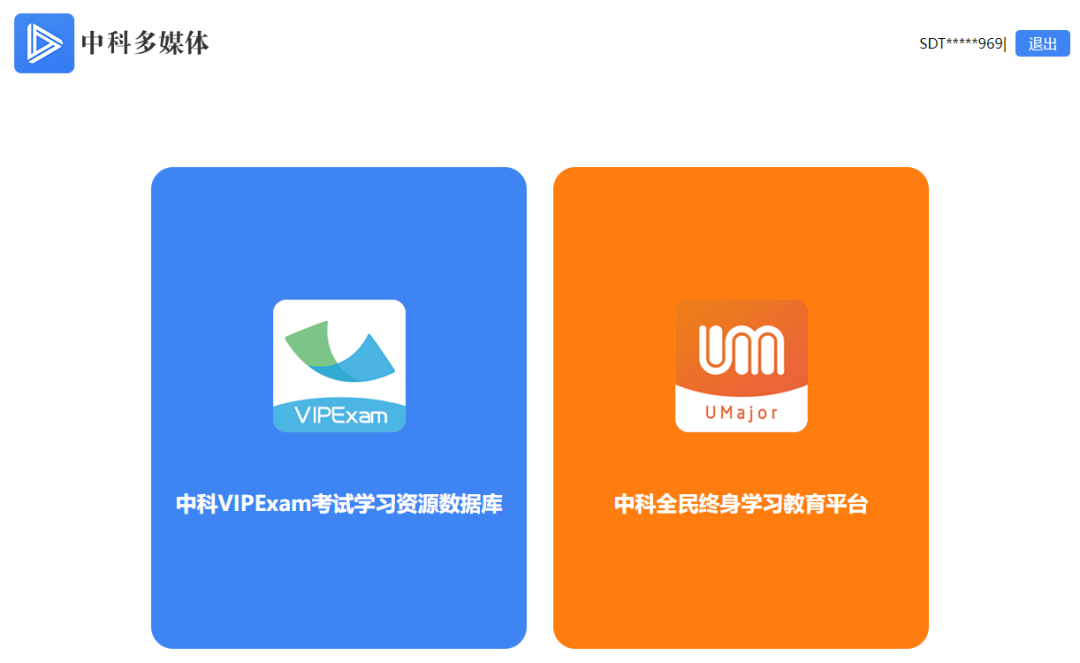 中科多媒体
SDT*****969| 退出
VIPExam
UM
UMajor
中科VIPExam考试学习资源数据库
中科全民终身学习教育平台